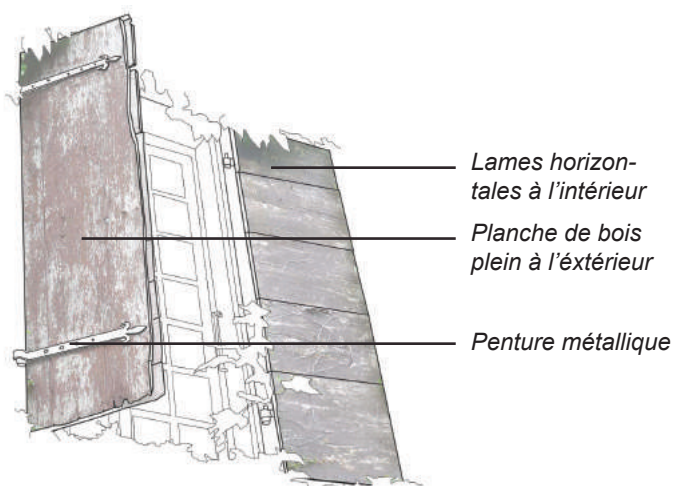 Lames horizon-
tales à l'intérieur
Planche de bois
plein à l'éxtérieur
Penture métallique